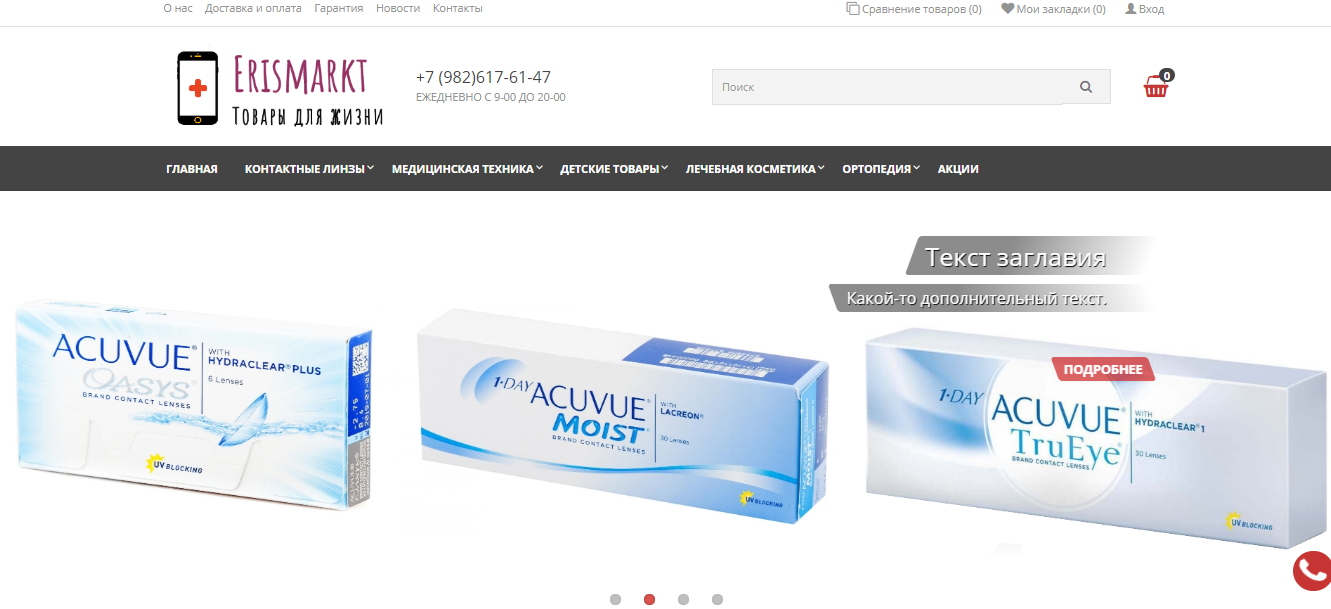 О нас Доставка и оплата Гарантия Новости Контакты
Сравнение товаров (0) Мои закладки (0) Вход
Erismarkt
Товары для жизни
+7 (982)617-61-47
ЕЖЕДНЕВНО С 9-00 ДО 20-00
Поиск
0
ГЛАВНАЯ КОНТАКТНЫЕ ЛИНЗЫ МЕДИЦИНСКАЯ ТЕХНИКА ДЕТСКИЕ ТОВАРЫ ЛЕЧЕБНАЯ КОСМЕТИКА ОРТОПЕДИЯ АКЦИИ
Текст заглавия
Какой-то дополнительный текст.
ПОДРОБНЕЕ
ACUVUE®
OASYS®
BRAND CONTACT LENSES
WITH
HYDRACLEAR® PLUS
6 Lenses
UV BLOCKING
1·DAY ACUVUE®
MOIST®
BRAND CONTACT LENSES
WITH
LACREON®
30 Lenses
UV BLOCKING
ACUVUE
MOIST
1·DAY ACUVUE®
TruEye®
BRAND CONTACT LENSES
WITH
HYDRACLEAR® 1
30 Lenses
UV BLOCKING